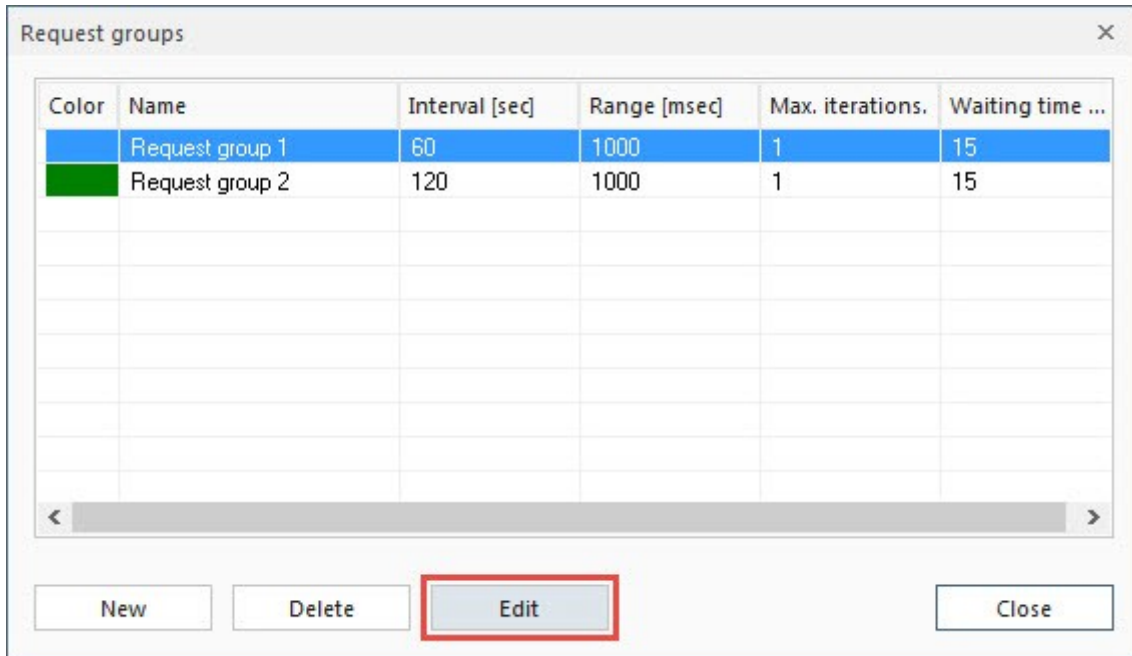 Request groups
Color Name Interval [sec] Range [msec] Max. iterations. Waiting time ...
Request group 1 60 1000 1 15
Request group 2 120 1000 1 15
New Delete Edit Close